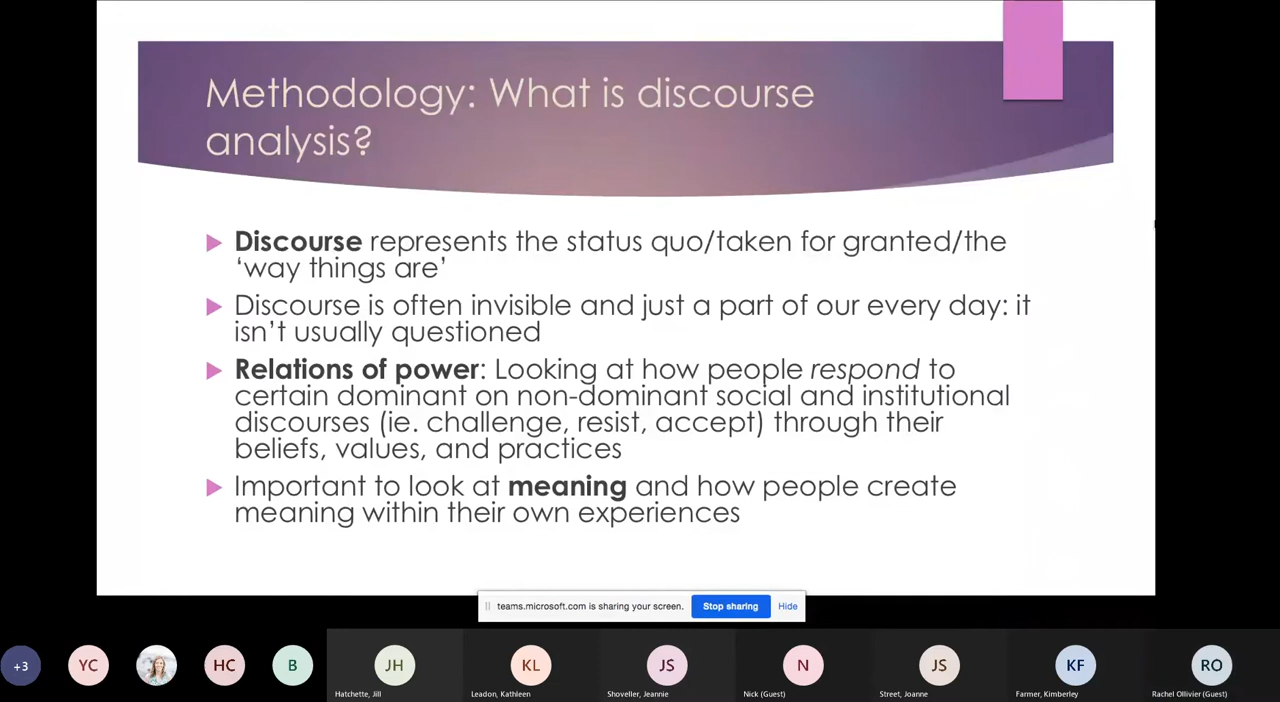 Methodology: What is discourse
analysis?
Discourse represents the status quo/taken for granted/the
‘way things are’
Discourse is often invisible and just a part of our every day: it
isn’t usually questioned
Relations of power: Looking at how people respond to
certain dominant on non-dominant social and institutional
discourses (ie. challenge, resist, accept) through their
beliefs, values, and practices
Important to look at meaning and how people create
meaning within their own experiences
teams.microsoft.com is sharing your screen. Stop sharing Hide
+3 YC HC B JH KL JS N JS KF RO
Hatchette, Jill Leadon, Kathleen Shoveller, Jeannie Nick (Guest) Street, Joanne Farmer, Kimberley Rachel Ollivier (Guest)